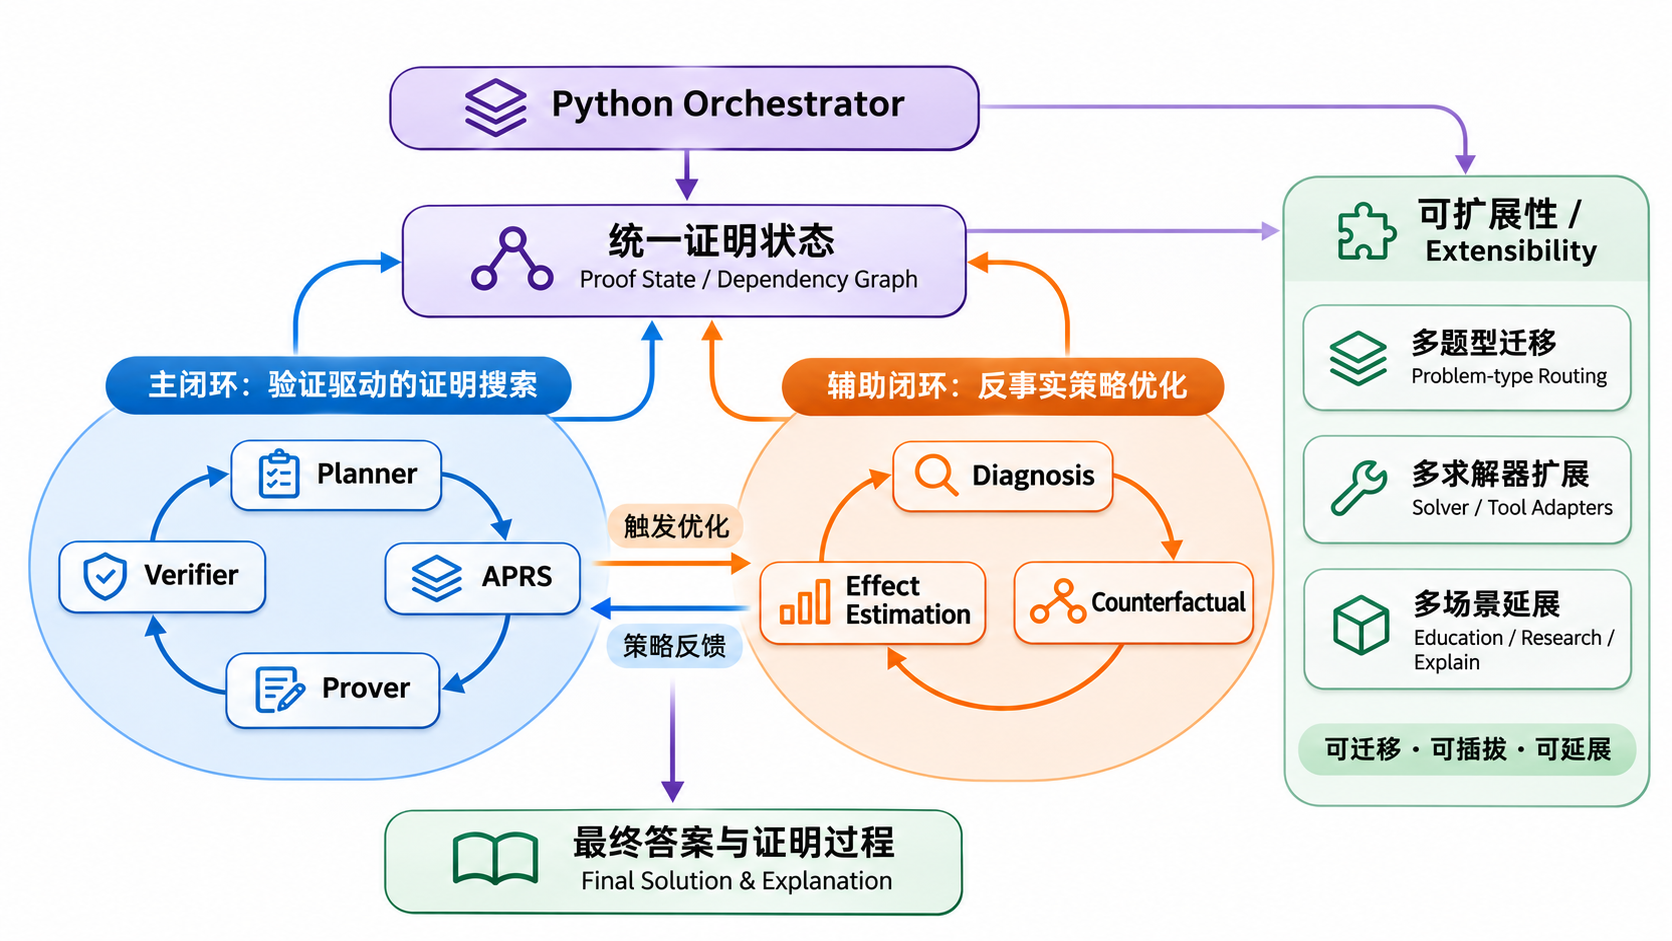 Python Orchestrator
统一证明状态
Proof State / Dependency Graph
主闭环：验证驱动的证明搜索
Planner
Verifier
APRS
Prover
触发优化
策略反馈
辅助闭环：反事实策略优化
Diagnosis
Effect
Estimation
Counterfactual
可扩展性 /
Extensibility
多题型迁移
Problem-type Routing
多求解器扩展
Solver / Tool Adapters
多场景延展
Education / Research /
Explain
可迁移 · 可插拔 · 可延展
最终答案与证明过程
Final Solution & Explanation